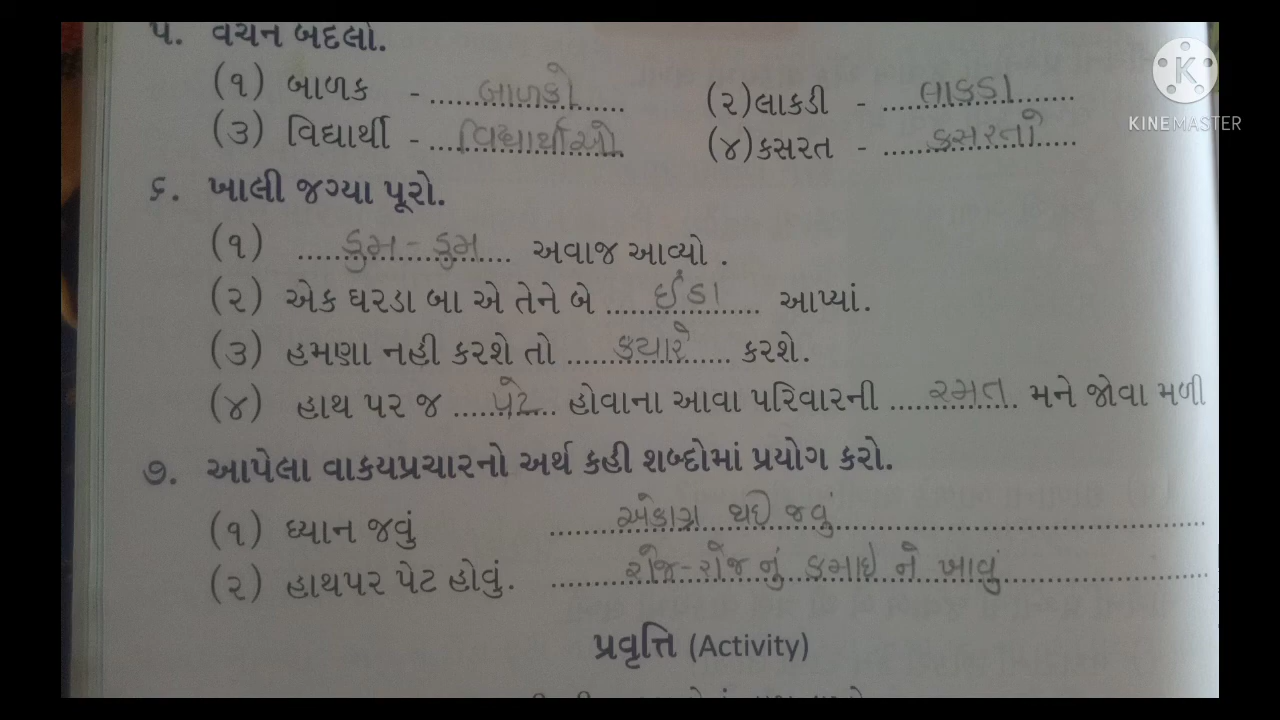 ૫. વચન બદલો.
(૧) બાળક - બાળકો (૨) લાકડી - લાકડા
(૩) વિદ્યાર્થી - વિદ્યાર્થીઓ (૪) કસરત - કસરતો
૬. ખાલી જગ્યા પૂરો.
(૧) ડુમ-ડુમ અવાજ આવ્યો.
(૨) એક ઘરડા બા એ તેને બે ઈંડા આપ્યાં.
(૩) હમણા નહી કરશે તો કયારે કરશે.
(૪) હાથ પર જ પેટ હોવાના આવા પરિવારની રમત મને જોવા મળી
૭. આપેલા વાકયપ્રચારનો અર્થ કહી શબ્દોમાં પ્રયોગ કરો.
(૧) ધ્યાન જવું એકાગ્ર થઈ જવું
(૨) હાથપર પેટ હોવું. રોજ-રોજ નું કમાઈ ને ખાવું
પ્રવૃત્તિ (Activity)
KINEMASTER